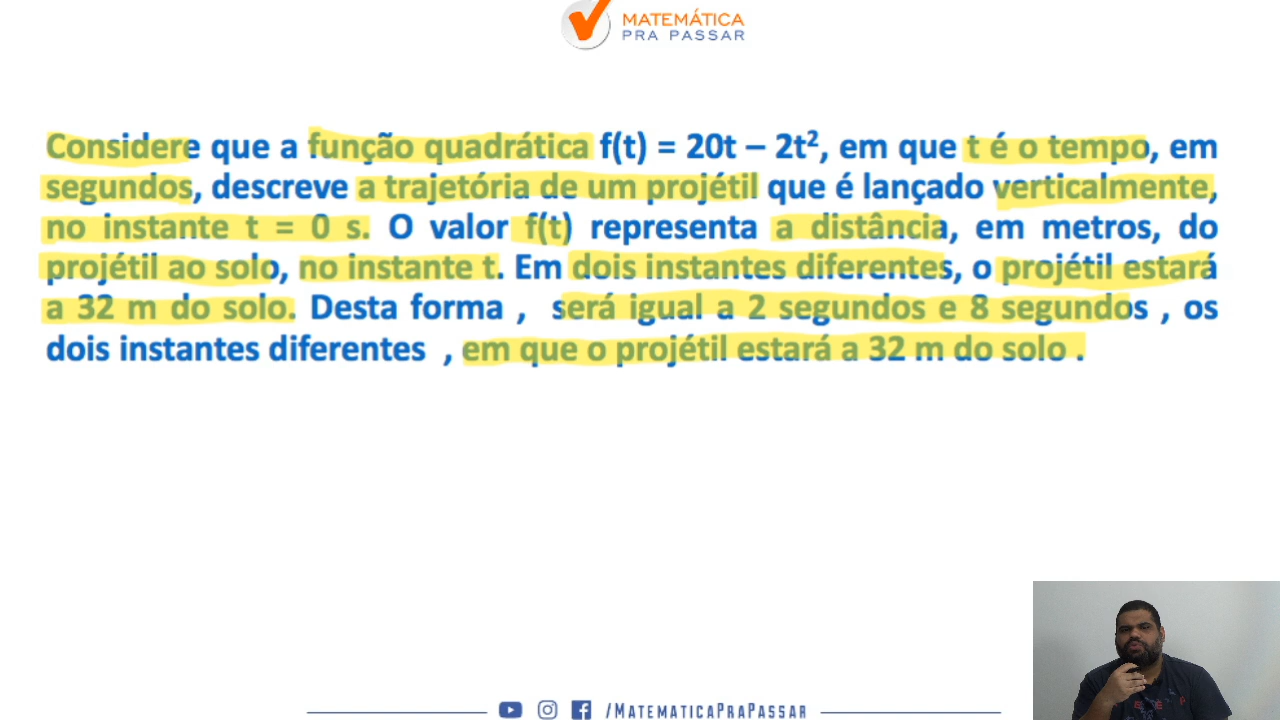 MATEMÁTICA
PRA PASSAR
Considere que a função quadrática f(t) = 20t – 2t², em que t é o tempo, em
segundos, descreve a trajetória de um projétil que é lançado verticalmente,
no instante t = 0 s. O valor f(t) representa a distância, em metros, do
projétil ao solo, no instante t. Em dois instantes diferentes, o projétil estará
a 32 m do solo. Desta forma , será igual a 2 segundos e 8 segundos , os
dois instantes diferentes , em que o projétil estará a 32 m do solo .
/MATEMATICAPRAPASSAR